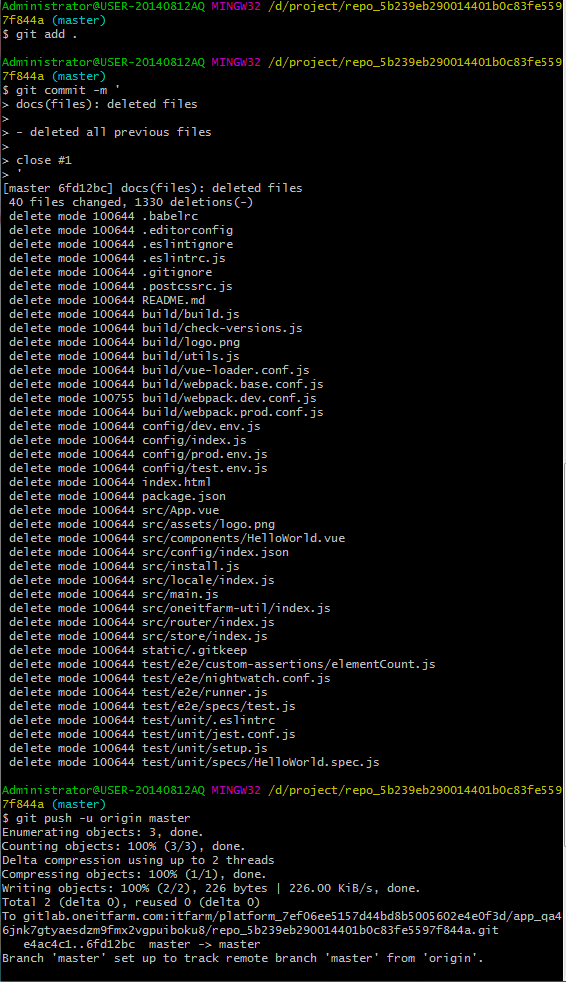 Administrator@USER-20140812AQ MINGW32 /d/project/repo_5b239eb290014401b0c83fe559
7f844a (master)
$ git add .
Administrator@USER-20140812AQ MINGW32 /d/project/repo_5b239eb290014401b0c83fe559
7f844a (master)
$ git commit -m '
> docs(files): deleted files
>
> - deleted all previous files
>
> close #1
> '
[master 6fd12bc] docs(files): deleted files
 40 files changed, 1330 deletions(-)
 delete mode 100644 .babelrc
 delete mode 100644 .editorconfig
 delete mode 100644 .eslintignore
 delete mode 100644 .eslintrc.js
 delete mode 100644 .gitignore
 delete mode 100644 .postcssrc.js
 delete mode 100644 README.md
 delete mode 100644 build/build.js
 delete mode 100644 build/check-versions.js
 delete mode 100644 build/logo.png
 delete mode 100644 build/utils.js
 delete mode 100644 build/vue-loader.conf.js
 delete mode 100644 build/webpack.base.conf.js
 delete mode 100755 build/webpack.dev.conf.js
 delete mode 100644 build/webpack.prod.conf.js
 delete mode 100644 config/dev.env.js
 delete mode 100644 config/index.js
 delete mode 100644 config/prod.env.js
 delete mode 100644 config/test.env.js
 delete mode 100644 index.html
 delete mode 100644 package.json
 delete mode 100644 src/App.vue
 delete mode 100644 src/assets/logo.png
 delete mode 100644 src/components/HelloWorld.vue
 delete mode 100644 src/config/index.json
 delete mode 100644 src/install.js
 delete mode 100644 src/locale/index.js
 delete mode 100644 src/main.js
 delete mode 100644 src/oneitfarm-util/index.js
 delete mode 100644 src/router/index.js
 delete mode 100644 src/store/index.js
 delete mode 100644 static/.gitkeep
 delete mode 100644 test/e2e/custom-assertions/elementCount.js
 delete mode 100644 test/e2e/nightwatch.conf.js
 delete mode 100644 test/e2e/runner.js
 delete mode 100644 test/e2e/specs/test.js
 delete mode 100644 test/unit/.eslintrc
 delete mode 100644 test/unit/jest.conf.js
 delete mode 100644 test/unit/setup.js
 delete mode 100644 test/unit/specs/HelloWorld.spec.js
Administrator@USER-20140812AQ MINGW32 /d/project/repo_5b239eb290014401b0c83fe559
7f844a (master)
$ git push -u origin master
Enumerating objects: 3, done.
Counting objects: 100% (3/3), done.
Delta compression using up to 2 threads
Compressing objects: 100% (1/1), done.
Writing objects: 100% (2/2), 226 bytes | 226.00 KiB/s, done.
Total 2 (delta 0), reused 0 (delta 0)
To gitlab.oneitfarm.com:itfarm/platform_7ef06ee5157d44bd8b5005602e4e0f3d/app_qa4
6jnk7gtyaesdzm9fmx2vgpuiboku8/repo_5b239eb290014401b0c83fe5597f844a.git
   e4ac4c1..6fd12bc  master -> master
Branch 'master' set up to track remote branch 'master' from 'origin'.